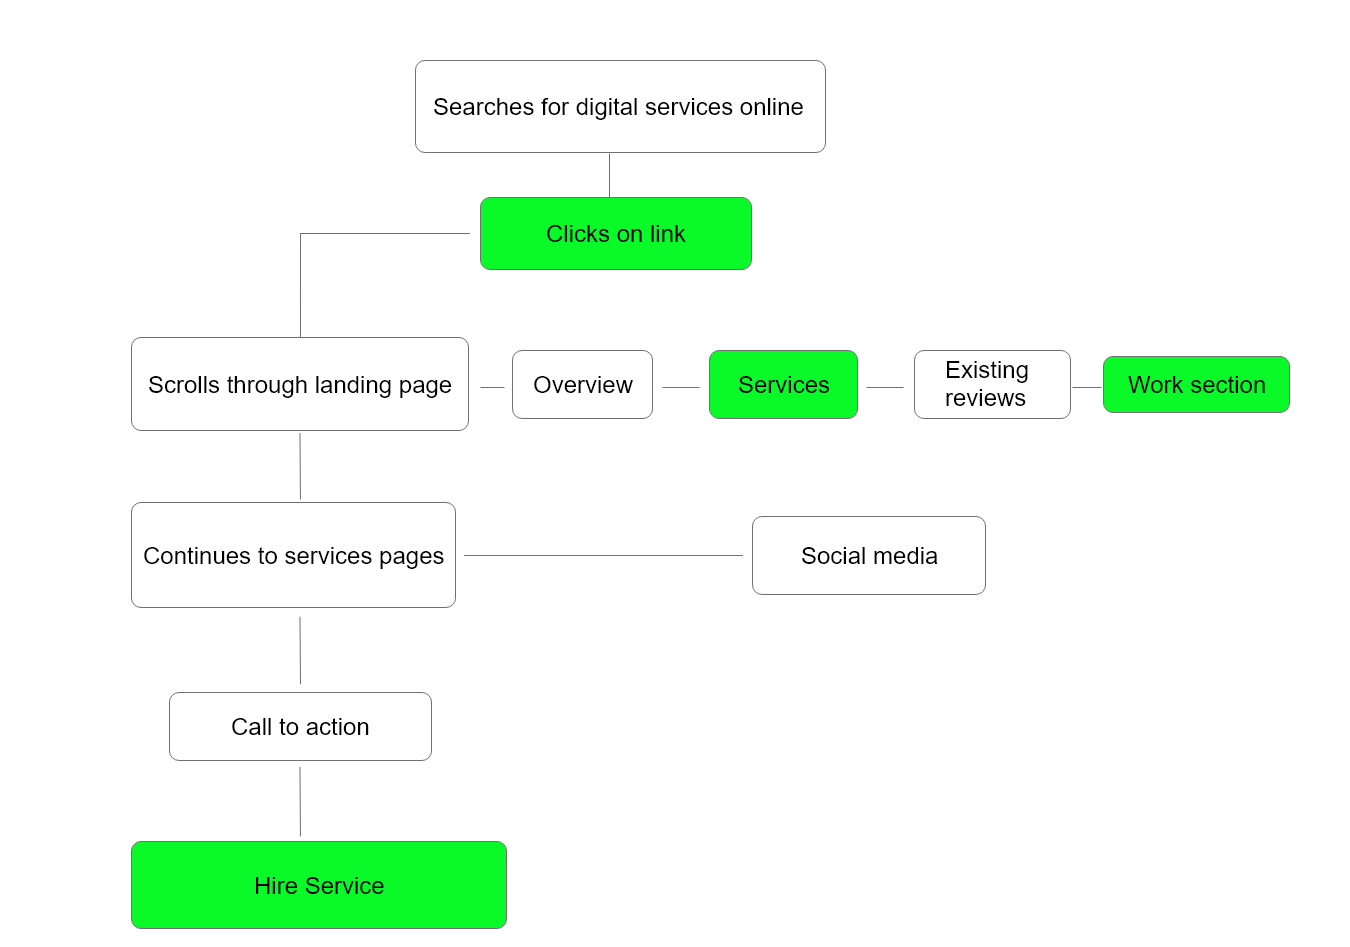 Searches for digital services online
Clicks on link
Scrolls through landing page
Overview
Services
Existing
reviews
Work section
Continues to services pages
Social media
Call to action
Hire Service